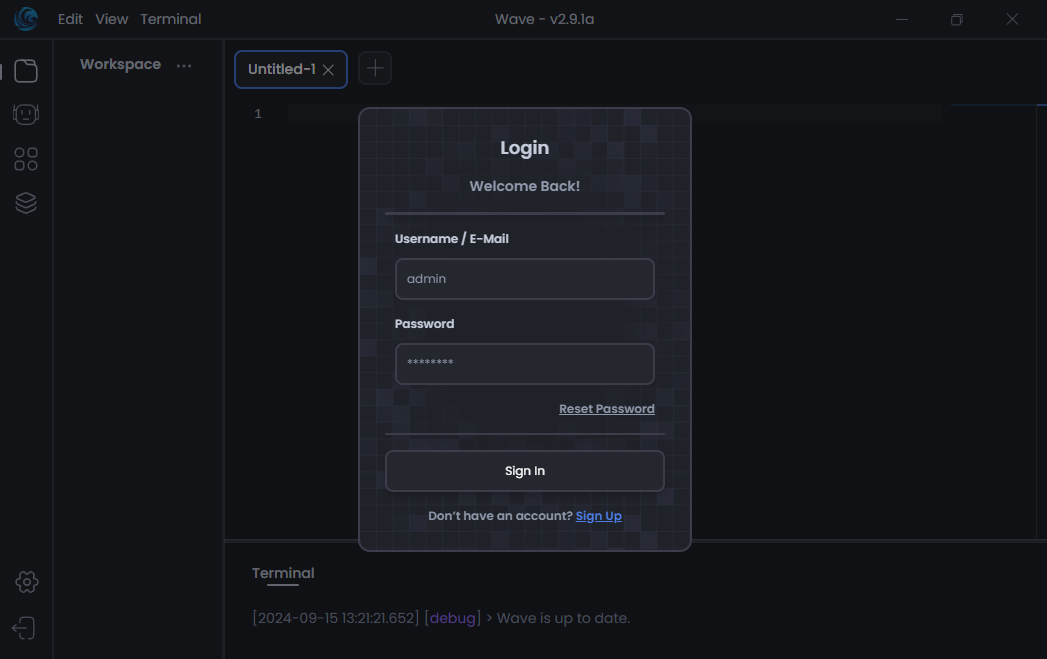 Edit View Terminal
Wave - v2.9.1a
Workspace ...
Untitled-1
1
Login
Welcome Back!
Username / E-Mail
admin
Password
********
Reset Password
Sign In
Don't have an account? Sign Up
Terminal
[2024-09-15 13:21:21.652] [debug] > Wave is up to date.